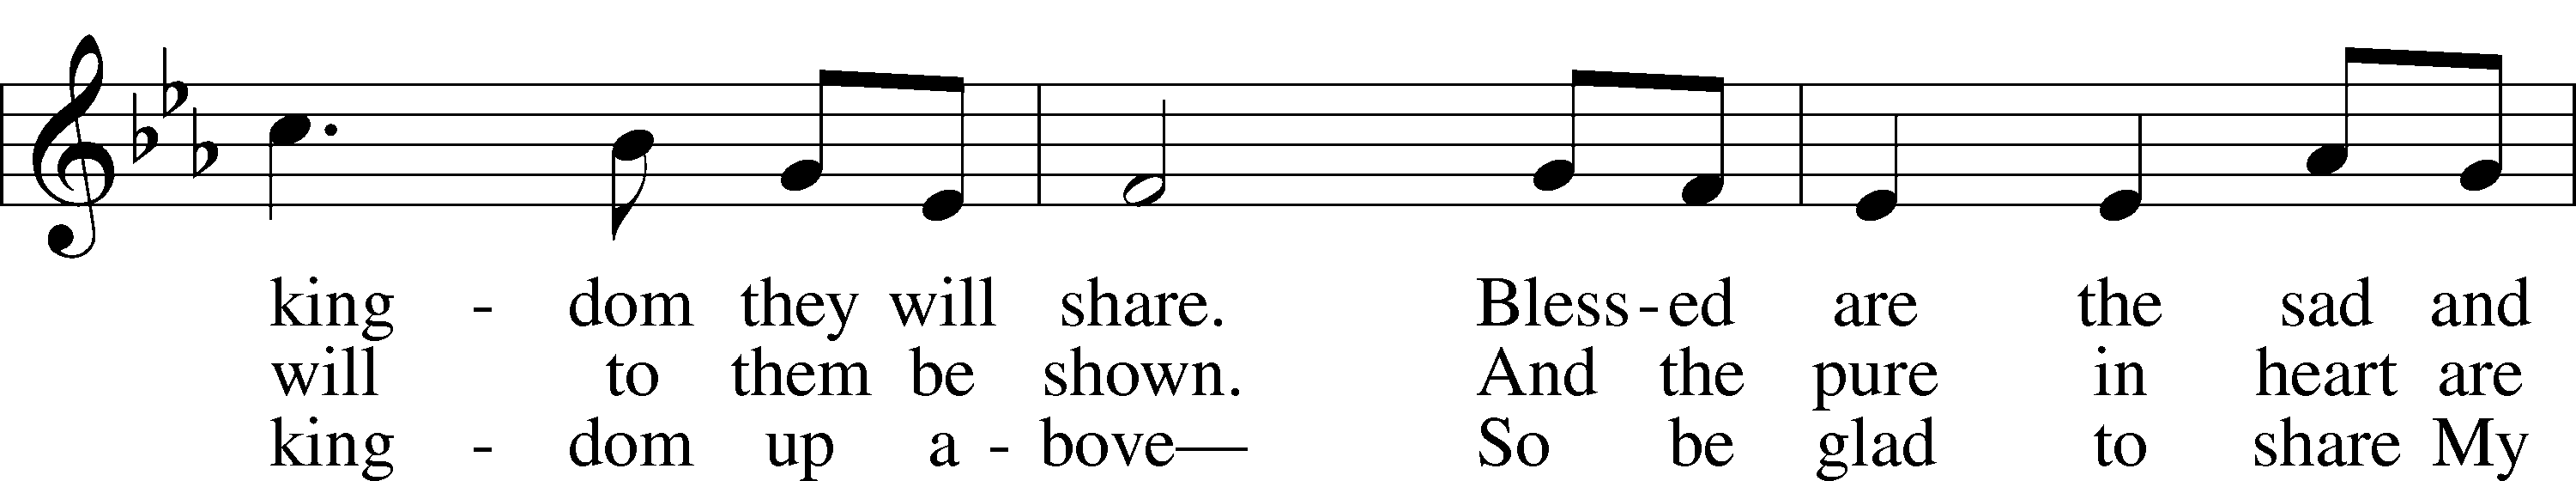 king - dom they will share. Bless-ed are the sad and
will to them be shown. And the pure in heart are
king - dom up a - bove— So be glad to share My